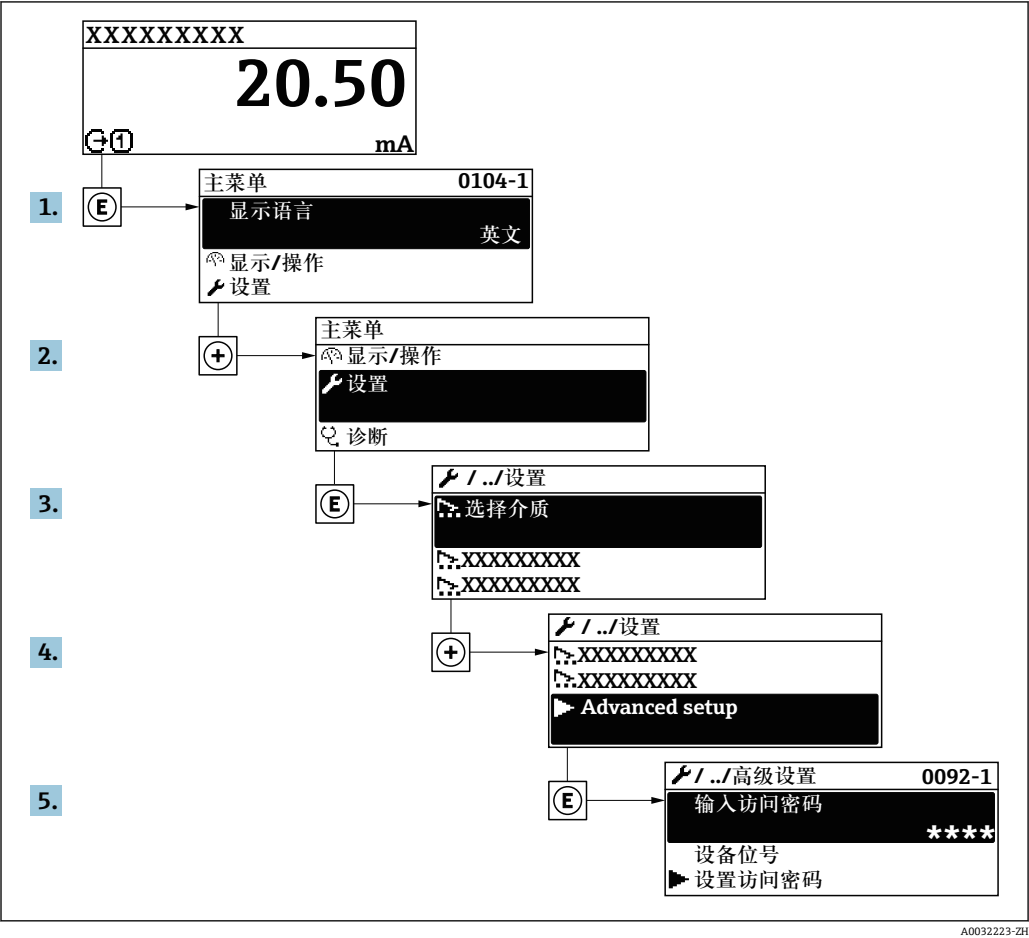 XXXXXXXXX
20.50
mA
1.
E
主菜单 0104-1
显示语言
英文
显示/操作
设置
2.
+
主菜单
显示/操作
设置
诊断
3.
E
/ ../设置
选择介质
XXXXXXXXX
XXXXXXXXX
4.
+
/ ../设置
XXXXXXXXX
XXXXXXXXX
Advanced setup
5.
E
/ ../高级设置 0092-1
输入访问密码
****
设备位号
设置访问密码
A0032223-ZH